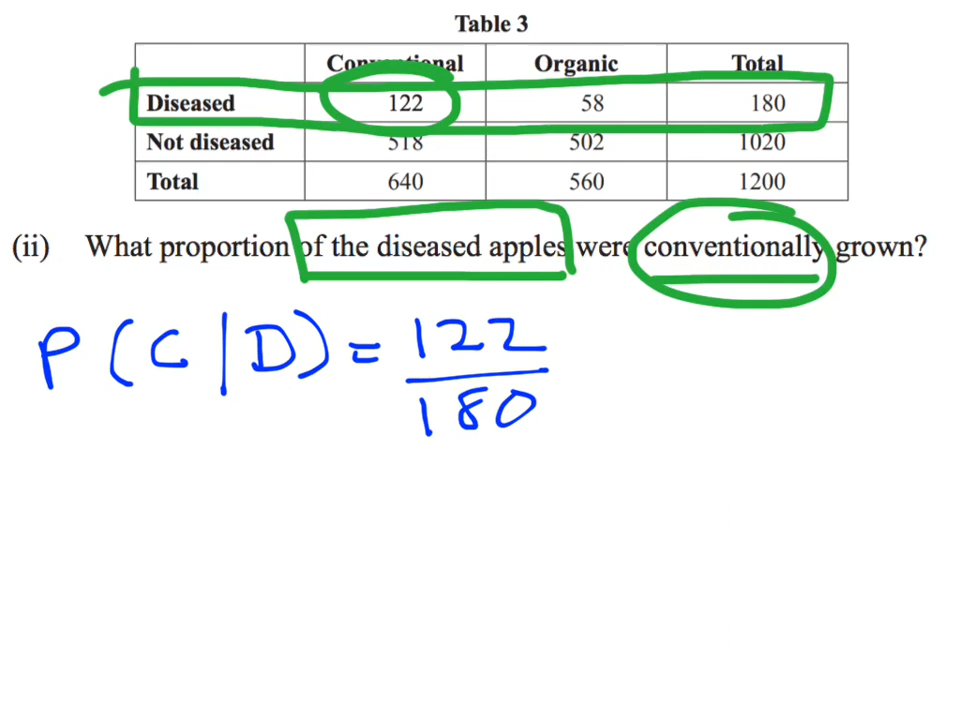 Table 3
Conventional Organic Total
Diseased 122 58 180
Not diseased 518 502 1020
Total 640 560 1200
(ii) What proportion of the diseased apples were conventionally grown?
P(C|D) = 122
180